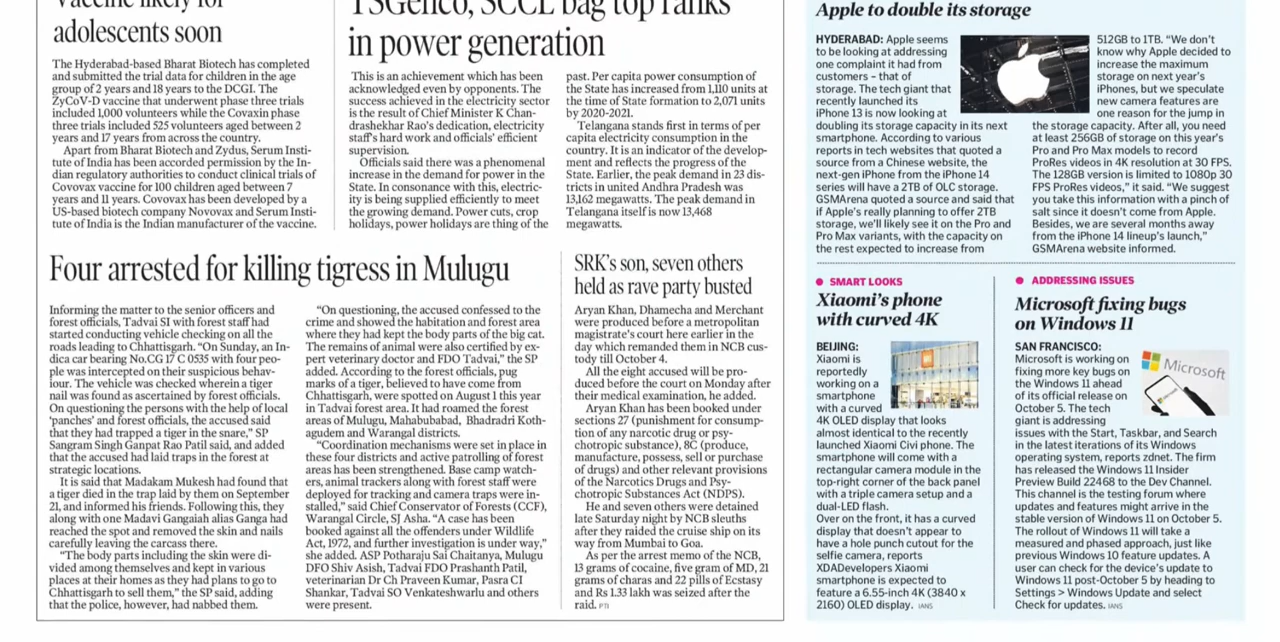 Vaccine likely for
adolescents soon
The Hyderabad-based Bharat Biotech has completed
and submitted the trial data for children in the age
group of 2 years and 18 years to the DCGI. The
ZyCoV-D vaccine that underwent phase three trials
included 1,000 volunteers while the Covaxin phase
three trials included 525 volunteers aged between 2
years and 17 years from across the country.
Apart from Bharat Biotech and Zydus, Serum Insti-
tute of India has been accorded permission by the In-
dian regulatory authorities to conduct clinical trials of
Covovax vaccine for 100 children aged between 7
years and 11 years. Covovax has been developed by a
US-based biotech company Novovax and Serum Insti-
tute of India is the Indian manufacturer of the vaccine.
TSGenco, SCCL bag top ranks
in power generation
This is an achievement which has been
acknowledged even by opponents. The
success achieved in the electricity sector
is the result of Chief Minister K Chan-
drashekhar Rao's dedication, electricity
staff's hard work and officials' efficient
supervision.
Officials said there was a phenomenal
increase in the demand for power in the
State. In consonance with this, electric-
ity is being supplied efficiently to meet
the growing demand. Power cuts, crop
holidays, power holidays are thing of the
past. Per capita power consumption of
the State has increased from 1,110 units at
the time of State formation to 2,071 units
by 2020-2021.
Telangana stands first in terms of per
capita electricity consumption in the
country. It is an indicator of the develop-
ment and reflects the progress of the
State. Earlier, the peak demand in 23 dis-
tricts in united Andhra Pradesh was
13,162 megawatts. The peak demand in
Telangana itself is now 13,468
megawatts.
Four arrested for killing tigress in Mulugu
Informing the matter to the senior officers and
forest officials, Tadvai SI with forest staff had
started conducting vehicle checking on all the
roads leading to Chhattisgarh. "On Sunday, an In-
dica car bearing No.CG 17 C 0535 with four peo-
ple was intercepted on their suspicious behav-
iour. The vehicle was checked wherein a tiger
nail was found as ascertained by forest officials.
On questioning the persons with the help of local
'panches' and forest officials, the accused said
that they had trapped a tiger in the snare," SP
Sangram Singh Ganpat Rao Patil said, and added
that the accused had laid traps in the forest at
strategic locations.
It is said that Madakam Mukesh had found that
a tiger died in the trap laid by them on September
21, and informed his friends. Following this, they
along with one Madavi Gangaiah alias Ganga had
reached the spot and removed the skin and nails
carefully leaving the carcass there.
"The body parts including the skin were di-
vided among themselves and kept in various
places at their homes as they had plans to go to
Chhattisgarh to sell them," the SP said, adding
that the police, however, had nabbed them.
"On questioning, the accused confessed to the
crime and showed the habitation and forest area
where they had kept the body parts of the big cat.
The remains of animal were also certified by ex-
pert veterinary doctor and FDO Tadvai," the SP
added. According to the forest officials, pug
marks of a tiger, believed to have come from
Chhattisgarh, were spotted on August 1 this year
in Tadvai forest area. It had roamed the forest
areas of Mulugu, Mahabubabad, Bhadradri Koth-
agudem and Warangal districts.
"Coordination mechanisms were set in place in
these four districts and active patrolling of forest
areas has been strengthened. Base camp watch-
ers, animal trackers along with forest staff were
deployed for tracking and camera traps were in-
stalled," said Chief Conservator of Forests (CCF),
Warangal Circle, SJ Asha. "A case has been
booked against all the offenders under Wildlife
Act, 1972, and further investigation is under way,"
she added. ASP Potharaju Sai Chaitanya, Mulugu
DFO Shiv Asish, Tadvai FDO Prashanth Patil,
veterinarian Dr Ch Praveen Kumar, Pasra CI
Shankar, Tadvai SO Venkateshwarlu and others
were present.
SRK's son, seven others
held as rave party busted
Aryan Khan, Dhamecha and Merchant
were produced before a metropolitan
magistrate's court here earlier in the
day which remanded them in NCB cus-
tody till October 4.
All the eight accused will be pro-
duced before the court on Monday after
their medical examination, he added.
Aryan Khan has been booked under
sections 27 (punishment for consump-
tion of any narcotic drug or psy-
chotropic substance), 8C (produce,
manufacture, possess, sell or purchase
of drugs) and other relevant provisions
of the Narcotics Drugs and Psy-
chotropic Substances Act (NDPS).
He and seven others were detained
late Saturday night by NCB sleuths
after they raided the cruise ship on its
way from Mumbai to Goa.
As per the arrest memo of the NCB,
13 grams of cocaine, five gram of MD, 21
grams of charas and 22 pills of Ecstasy
and Rs 1.33 lakh was seized after the
raid. PTI
Apple to double its storage
HYDERABAD: Apple seems
to be looking at addressing
one complaint it had from
customers – that of
storage. The tech giant that
recently launched its
iPhone 13 is now looking at
doubling its storage capacity in its next
smartphone. According to various
reports in tech websites that quoted a
source from a Chinese website, the
next-gen iPhone from the iPhone 14
series will have a 2TB of OLC storage.
GSMArena quoted a source and said that
if Apple's really planning to offer 2TB
storage, we'll likely see it on the Pro and
Pro Max variants, with the capacity on
the rest expected to increase from
512GB to 1TB. "We don't
know why Apple decided to
increase the maximum
storage on next year's
iPhones, but we speculate
new camera features are
one reason for the jump in
the storage capacity. After all, you need
at least 256GB of storage on this year's
Pro and Pro Max models to record
ProRes videos in 4K resolution at 30 FPS.
The 128GB version is limited to 1080p 30
FPS ProRes videos," it said. "We suggest
you take this information with a pinch of
salt since it doesn't come from Apple.
Besides, we are several months away
from the iPhone 14 lineup's launch,"
GSMArena website informed.
SMART LOOKS
Xiaomi's phone
with curved 4K
BEIJING:
Xiaomi is
reportedly
working on a
smartphone
with a curved
4K OLED display that looks
almost identical to the recently
launched Xiaomi Civi phone. The
smartphone will come with a
rectangular camera module in the
top-right corner of the back panel
with a triple camera setup and a
dual-LED flash.
Over on the front, it has a curved
display that doesn't appear to
have a hole punch cutout for the
selfie camera, reports
XDADevelopers Xiaomi
smartphone is expected to
feature a 6.55-inch 4K (3840 x
2160) OLED display. IANS
ADDRESSING ISSUES
Microsoft fixing bugs
on Windows 11
SAN FRANCISCO:
Microsoft is working on
fixing more key bugs on
the Windows 11 ahead
of its official release on
October 5. The tech
giant is addressing
issues with the Start, Taskbar, and Search
in the latest iterations of its Windows
operating system, reports zdnet. The firm
has released the Windows 11 Insider
Preview Build 22468 to the Dev Channel.
This channel is the testing forum where
updates and features might arrive in the
stable version of Windows 11 on October 5.
The rollout of Windows 11 will take a
measured and phased approach, just like
previous Windows 10 feature updates. A
user can check for the device's update to
Windows 11 post-October 5 by heading to
Settings > Windows Update and select
Check for updates. IANS
Microsoft